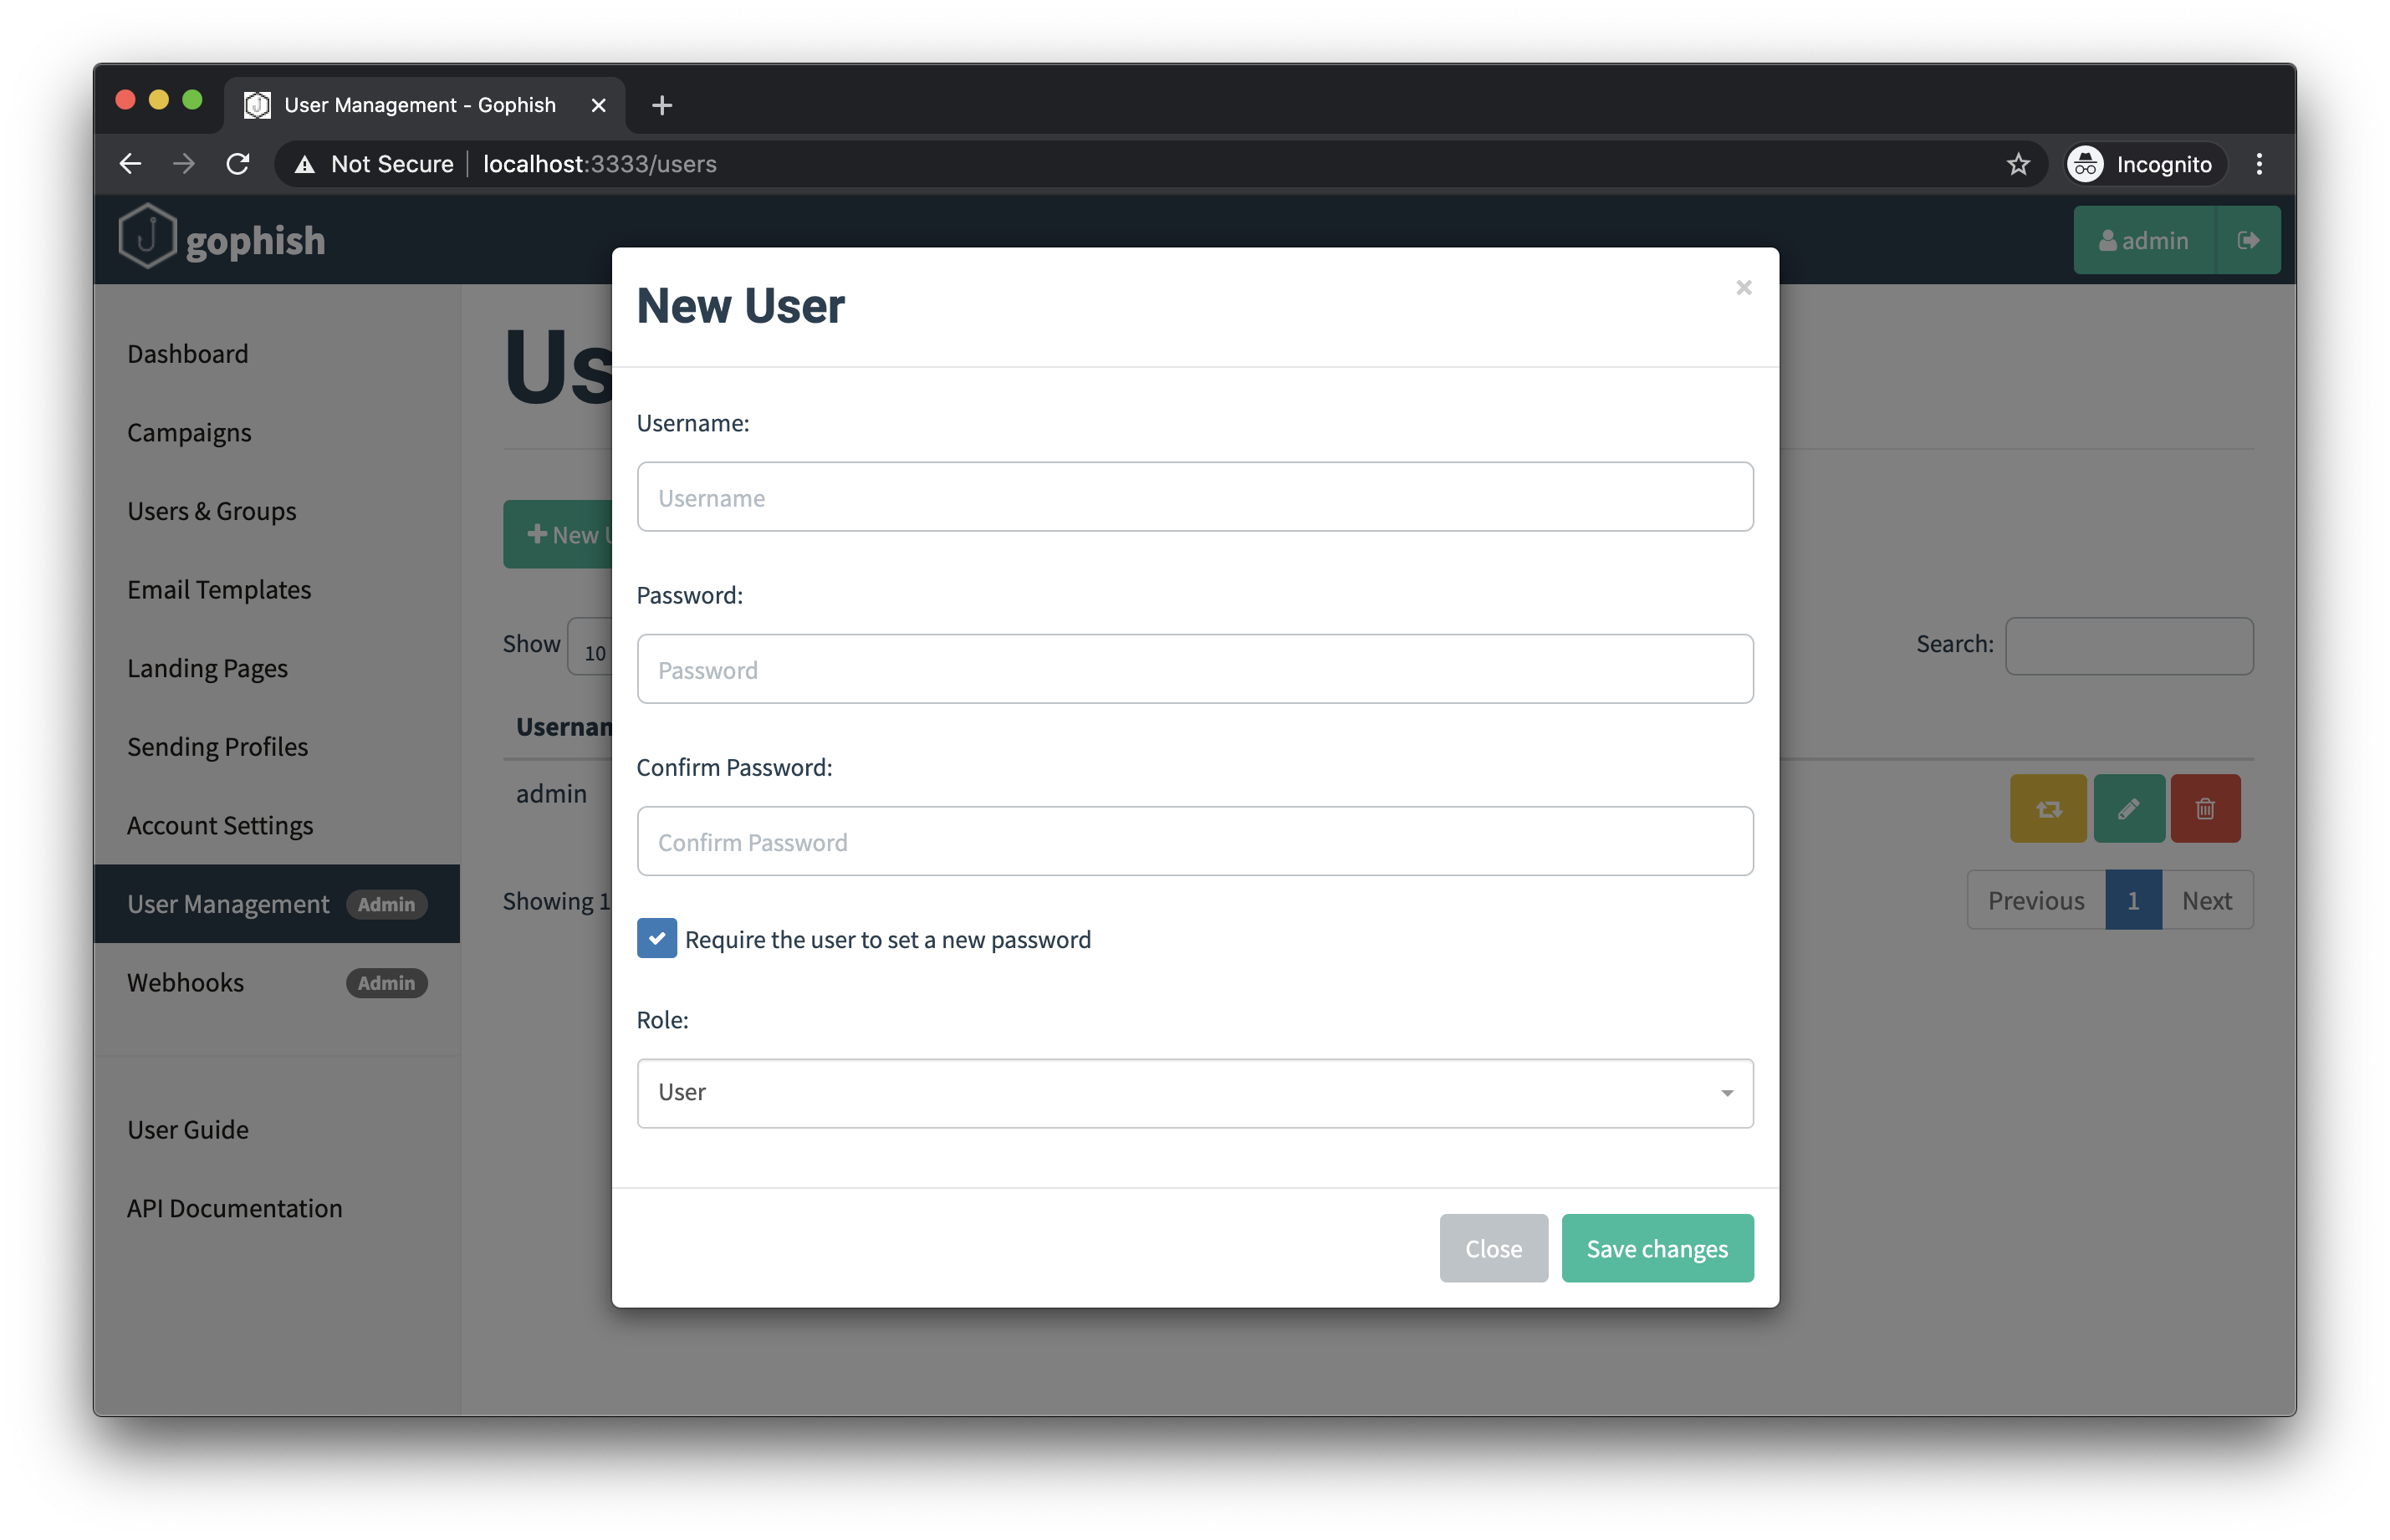 User Management - Gophish
Not Secure localhost:3333/users
Incognito
gophish
admin
Dashboard
Campaigns
Users & Groups
Email Templates
Landing Pages
Sending Profiles
Account Settings
User Management Admin
Webhooks Admin
User Guide
API Documentation
Us
New U
Show 10
Search:
Usernam
admin
Showing 1
Previous 1 Next
New User
Username:
Username
Password:
Password
Confirm Password:
Confirm Password
Require the user to set a new password
Role:
User
Close Save changes